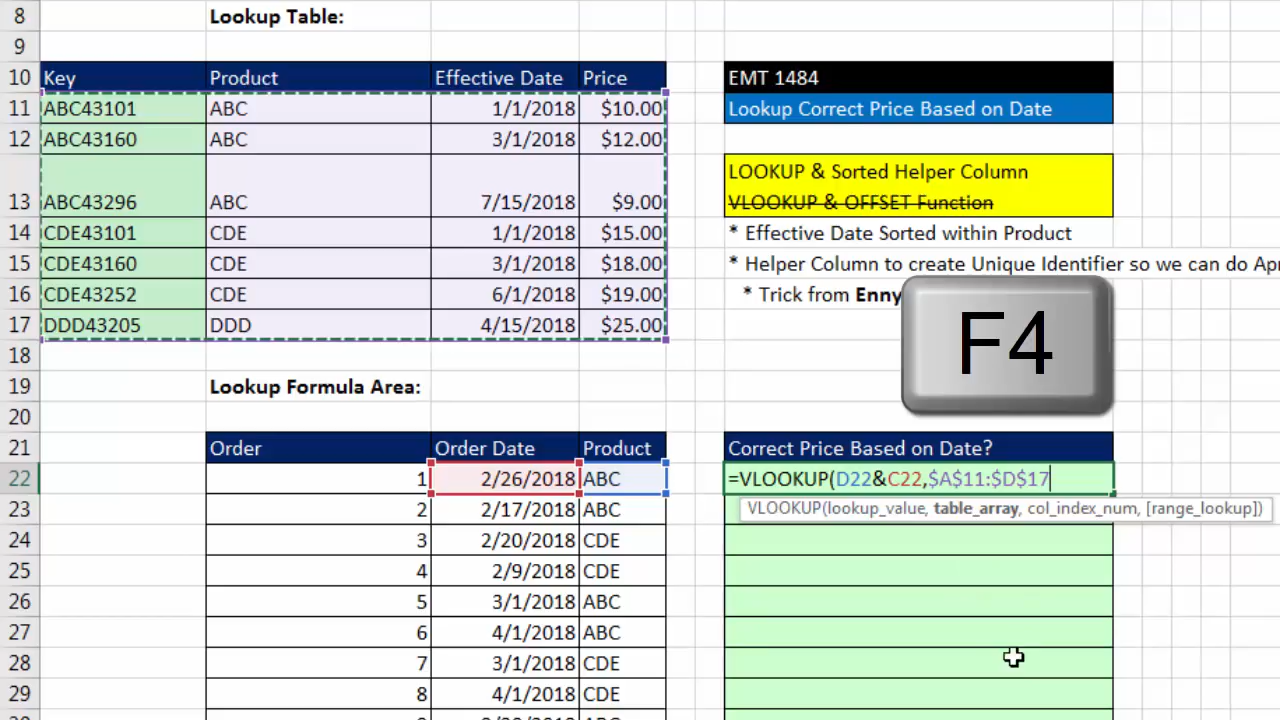 8 Lookup Table:
9
10 Key Product Effective Date Price EMT 1484
11 ABC43101 ABC 1/1/2018 $10.00 Lookup Correct Price Based on Date
12 ABC43160 ABC 3/1/2018 $12.00
LOOKUP & Sorted Helper Column
13 ABC43296 ABC 7/15/2018 $9.00 VLOOKUP & OFFSET Function
14 CDE43101 CDE 1/1/2018 $15.00 * Effective Date Sorted within Product
15 CDE43160 CDE 3/1/2018 $18.00 * Helper Column to create Unique Identifier so we can do Apr
16 CDE43252 CDE 6/1/2018 $19.00 * Trick from Enny
17 DDD43205 DDD 4/15/2018 $25.00
F4
18
19 Lookup Formula Area:
20
21 Order Order Date Product Correct Price Based on Date?
22 1 2/26/2018 ABC =VLOOKUP(D22&C22,$A$11:$D$17
23 2 2/17/2018 ABC VLOOKUP(lookup_value, table_array, col_index_num, [range_lookup])
24 3 2/20/2018 CDE
25 4 2/9/2018 CDE
26 5 3/1/2018 ABC
27 6 4/1/2018 ABC
28 7 3/1/2018 CDE
29 8 4/1/2018 CDE